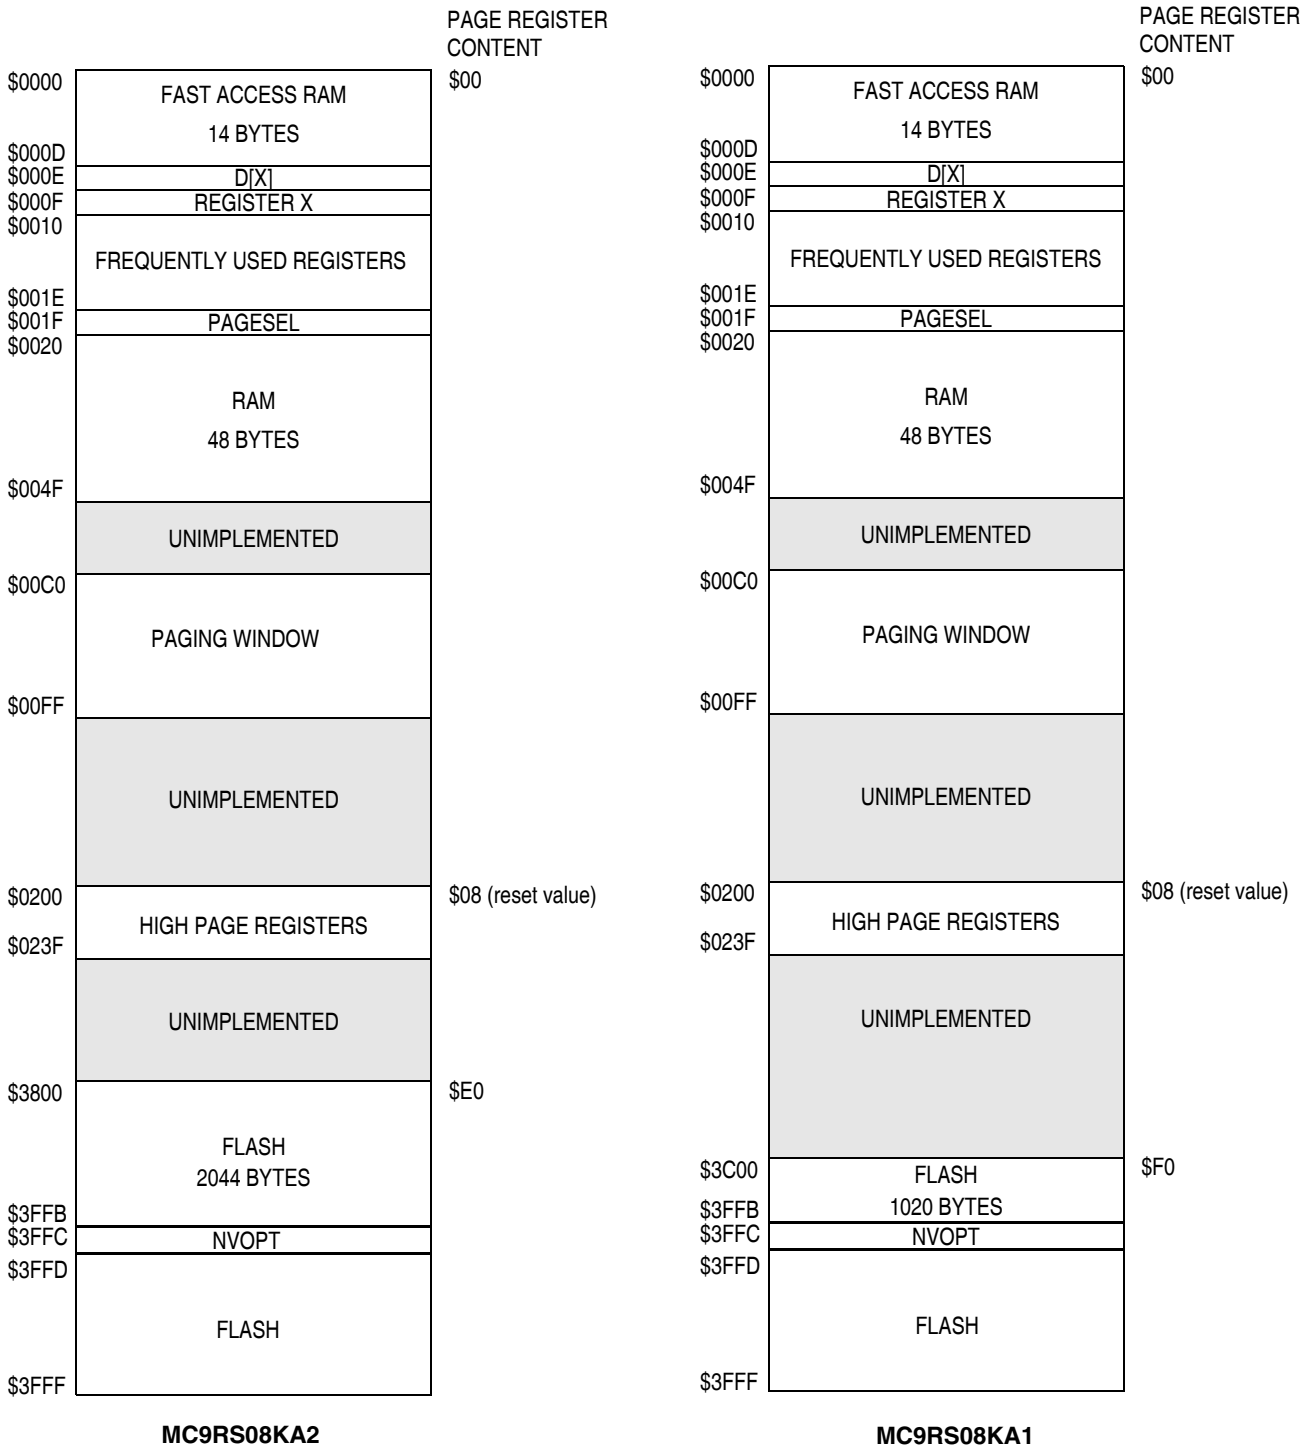 PAGE REGISTER
CONTENT
$0000
FAST ACCESS RAM
$00
14 BYTES
$000D
$000E
D[X]
$000F
REGISTER X
$0010
FREQUENTLY USED REGISTERS
$001E
$001F
PAGESEL
$0020
RAM
48 BYTES
$004F
UNIMPLEMENTED
$00C0
PAGING WINDOW
$00FF
UNIMPLEMENTED
$0200
$08 (reset value)
HIGH PAGE REGISTERS
$023F
UNIMPLEMENTED
$3800
$E0
FLASH
2044 BYTES
$3FFB
$3FFC
NVOPT
$3FFD
FLASH
$3FFF
MC9RS08KA2
PAGE REGISTER
CONTENT
$0000
FAST ACCESS RAM
$00
14 BYTES
$000D
$000E
D[X]
$000F
REGISTER X
$0010
FREQUENTLY USED REGISTERS
$001E
$001F
PAGESEL
$0020
RAM
48 BYTES
$004F
UNIMPLEMENTED
$00C0
PAGING WINDOW
$00FF
UNIMPLEMENTED
$0200
$08 (reset value)
HIGH PAGE REGISTERS
$023F
UNIMPLEMENTED
$3C00
$F0
FLASH
1020 BYTES
$3FFB
$3FFC
NVOPT
$3FFD
FLASH
$3FFF
MC9RS08KA1